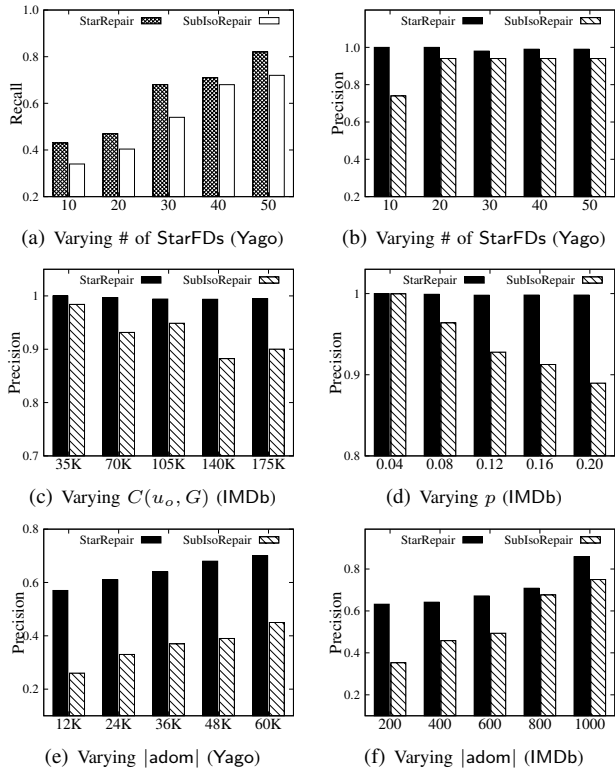 StarRepair SubIsoRepair
1.0
0.8
0.6
0.4
0.2
Recall
10 20 30 40 50
(a) Varying # of StarFDs (Yago)
StarRepair SubIsoRepair
1.0
0.8
0.6
0.4
0.2
Precision
10 20 30 40 50
(b) Varying # of StarFDs (Yago)
StarRepair SubIsoRepair
1
0.9
0.8
0.7
Precision
35K 70K 105K 140K 175K
(c) Varying C(u_o, G) (IMDb)
StarRepair SubIsoRepair
1
0.9
0.8
Precision
0.04 0.08 0.12 0.16 0.20
(d) Varying p (IMDb)
StarRepair SubIsoRepair
0.8
0.6
0.4
0.2
Precision
12K 24K 36K 48K 60K
(e) Varying |adom| (Yago)
StarRepair SubIsoRepair
0.8
0.6
0.4
0.2
Precision
200 400 600 800 1000
(f) Varying |adom| (IMDb)